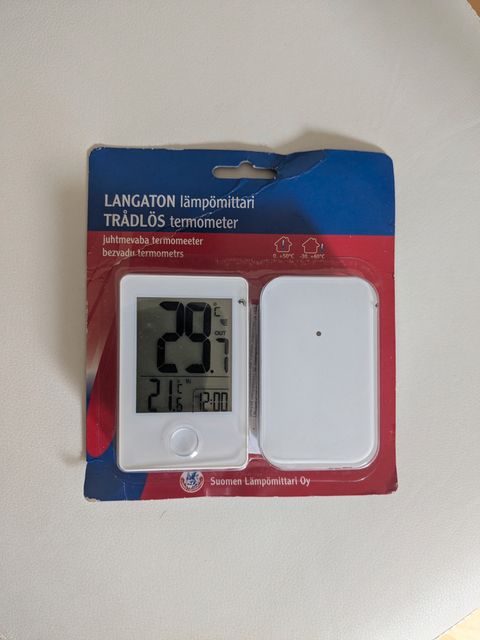 LANGATON lämpömittari
TRÅDLÖS termometer
juhtmevaba termomeeter
bezvadu termometrs
0...+50°C -30...+60°C
29.7 °C
OUT
21.6 °C IN
12:00
Suomen Lämpömittari Oy